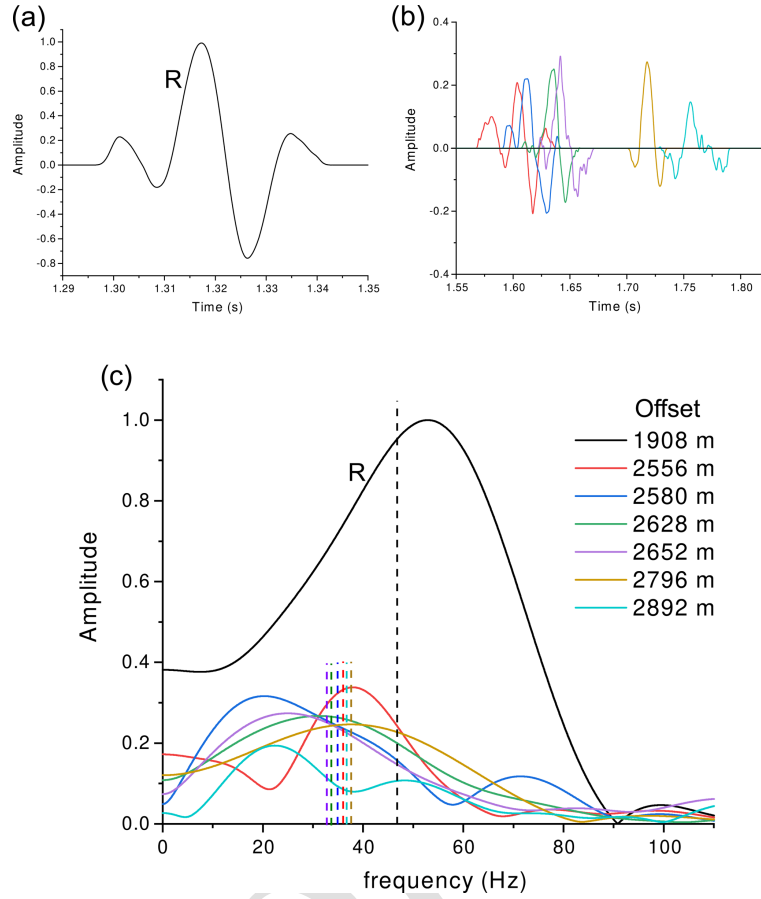 (a)
1.0
0.8
0.6
0.4
0.2
0.0
-0.2
-0.4
-0.6
-0.8
Amplitude
R
1.29 1.30 1.31 1.32 1.33 1.34 1.35
Time (s)
(b)
0.4
0.2
0.0
-0.2
-0.4
Amplitude
1.55 1.60 1.65 1.70 1.75 1.80
Time (s)
(c)
1.0
0.8
0.6
0.4
0.2
0.0
Amplitude
R
Offset
1908 m
2556 m
2580 m
2628 m
2652 m
2796 m
2892 m
0 20 40 60 80 100
frequency (Hz)